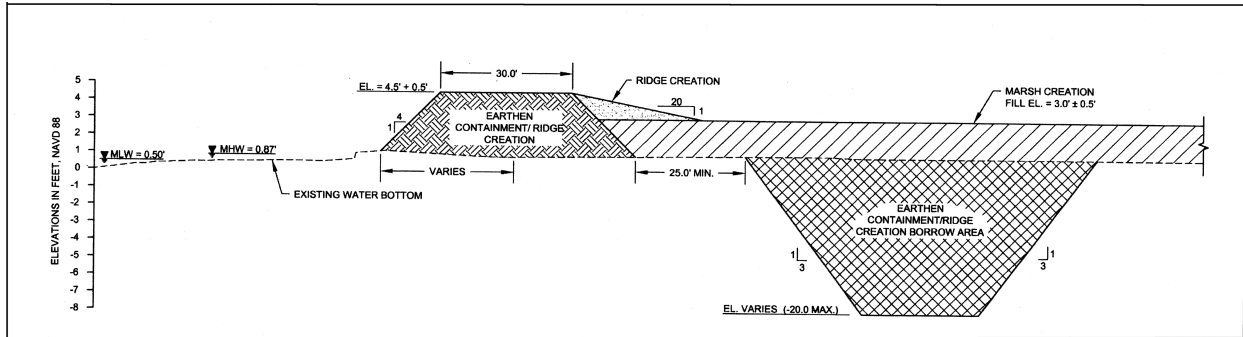 30.0'
RIDGE CREATION
EL. = 4.5' + 0.5'
20
1
MARSH CREATION
FILL EL. = 3.0' ± 0.5'
4
1
EARTHEN
CONTAINMENT/ RIDGE
CREATION
MLW = 0.50'
MHW = 0.87'
VARIES
25.0' MIN.
EXISTING WATER BOTTOM
EARTHEN
CONTAINMENT/RIDGE
CREATION BORROW AREA
1
3
1
3
EL. VARIES (-20.0 MAX.)
ELEVATIONS IN FEET, NAVD 88
5
4
3
2
1
0
-1
-2
-3
-4
-5
-6
-7
-8